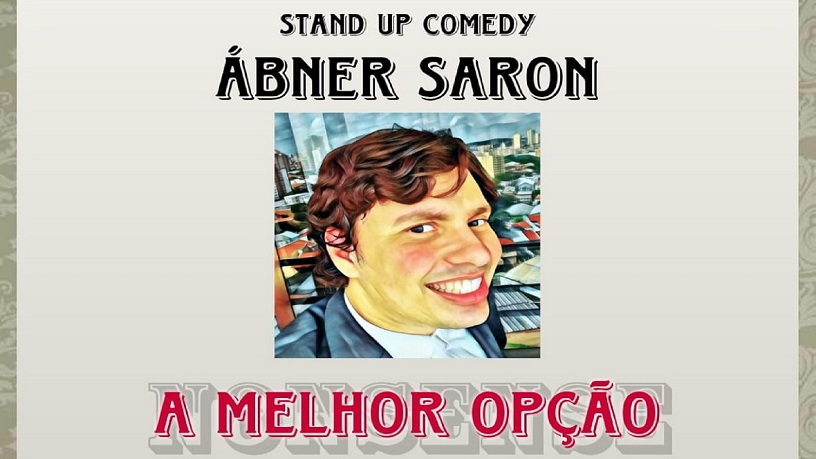 STAND UP COMEDY
ÁBNER SARON
NONSENSE
A MELHOR OPÇÃO